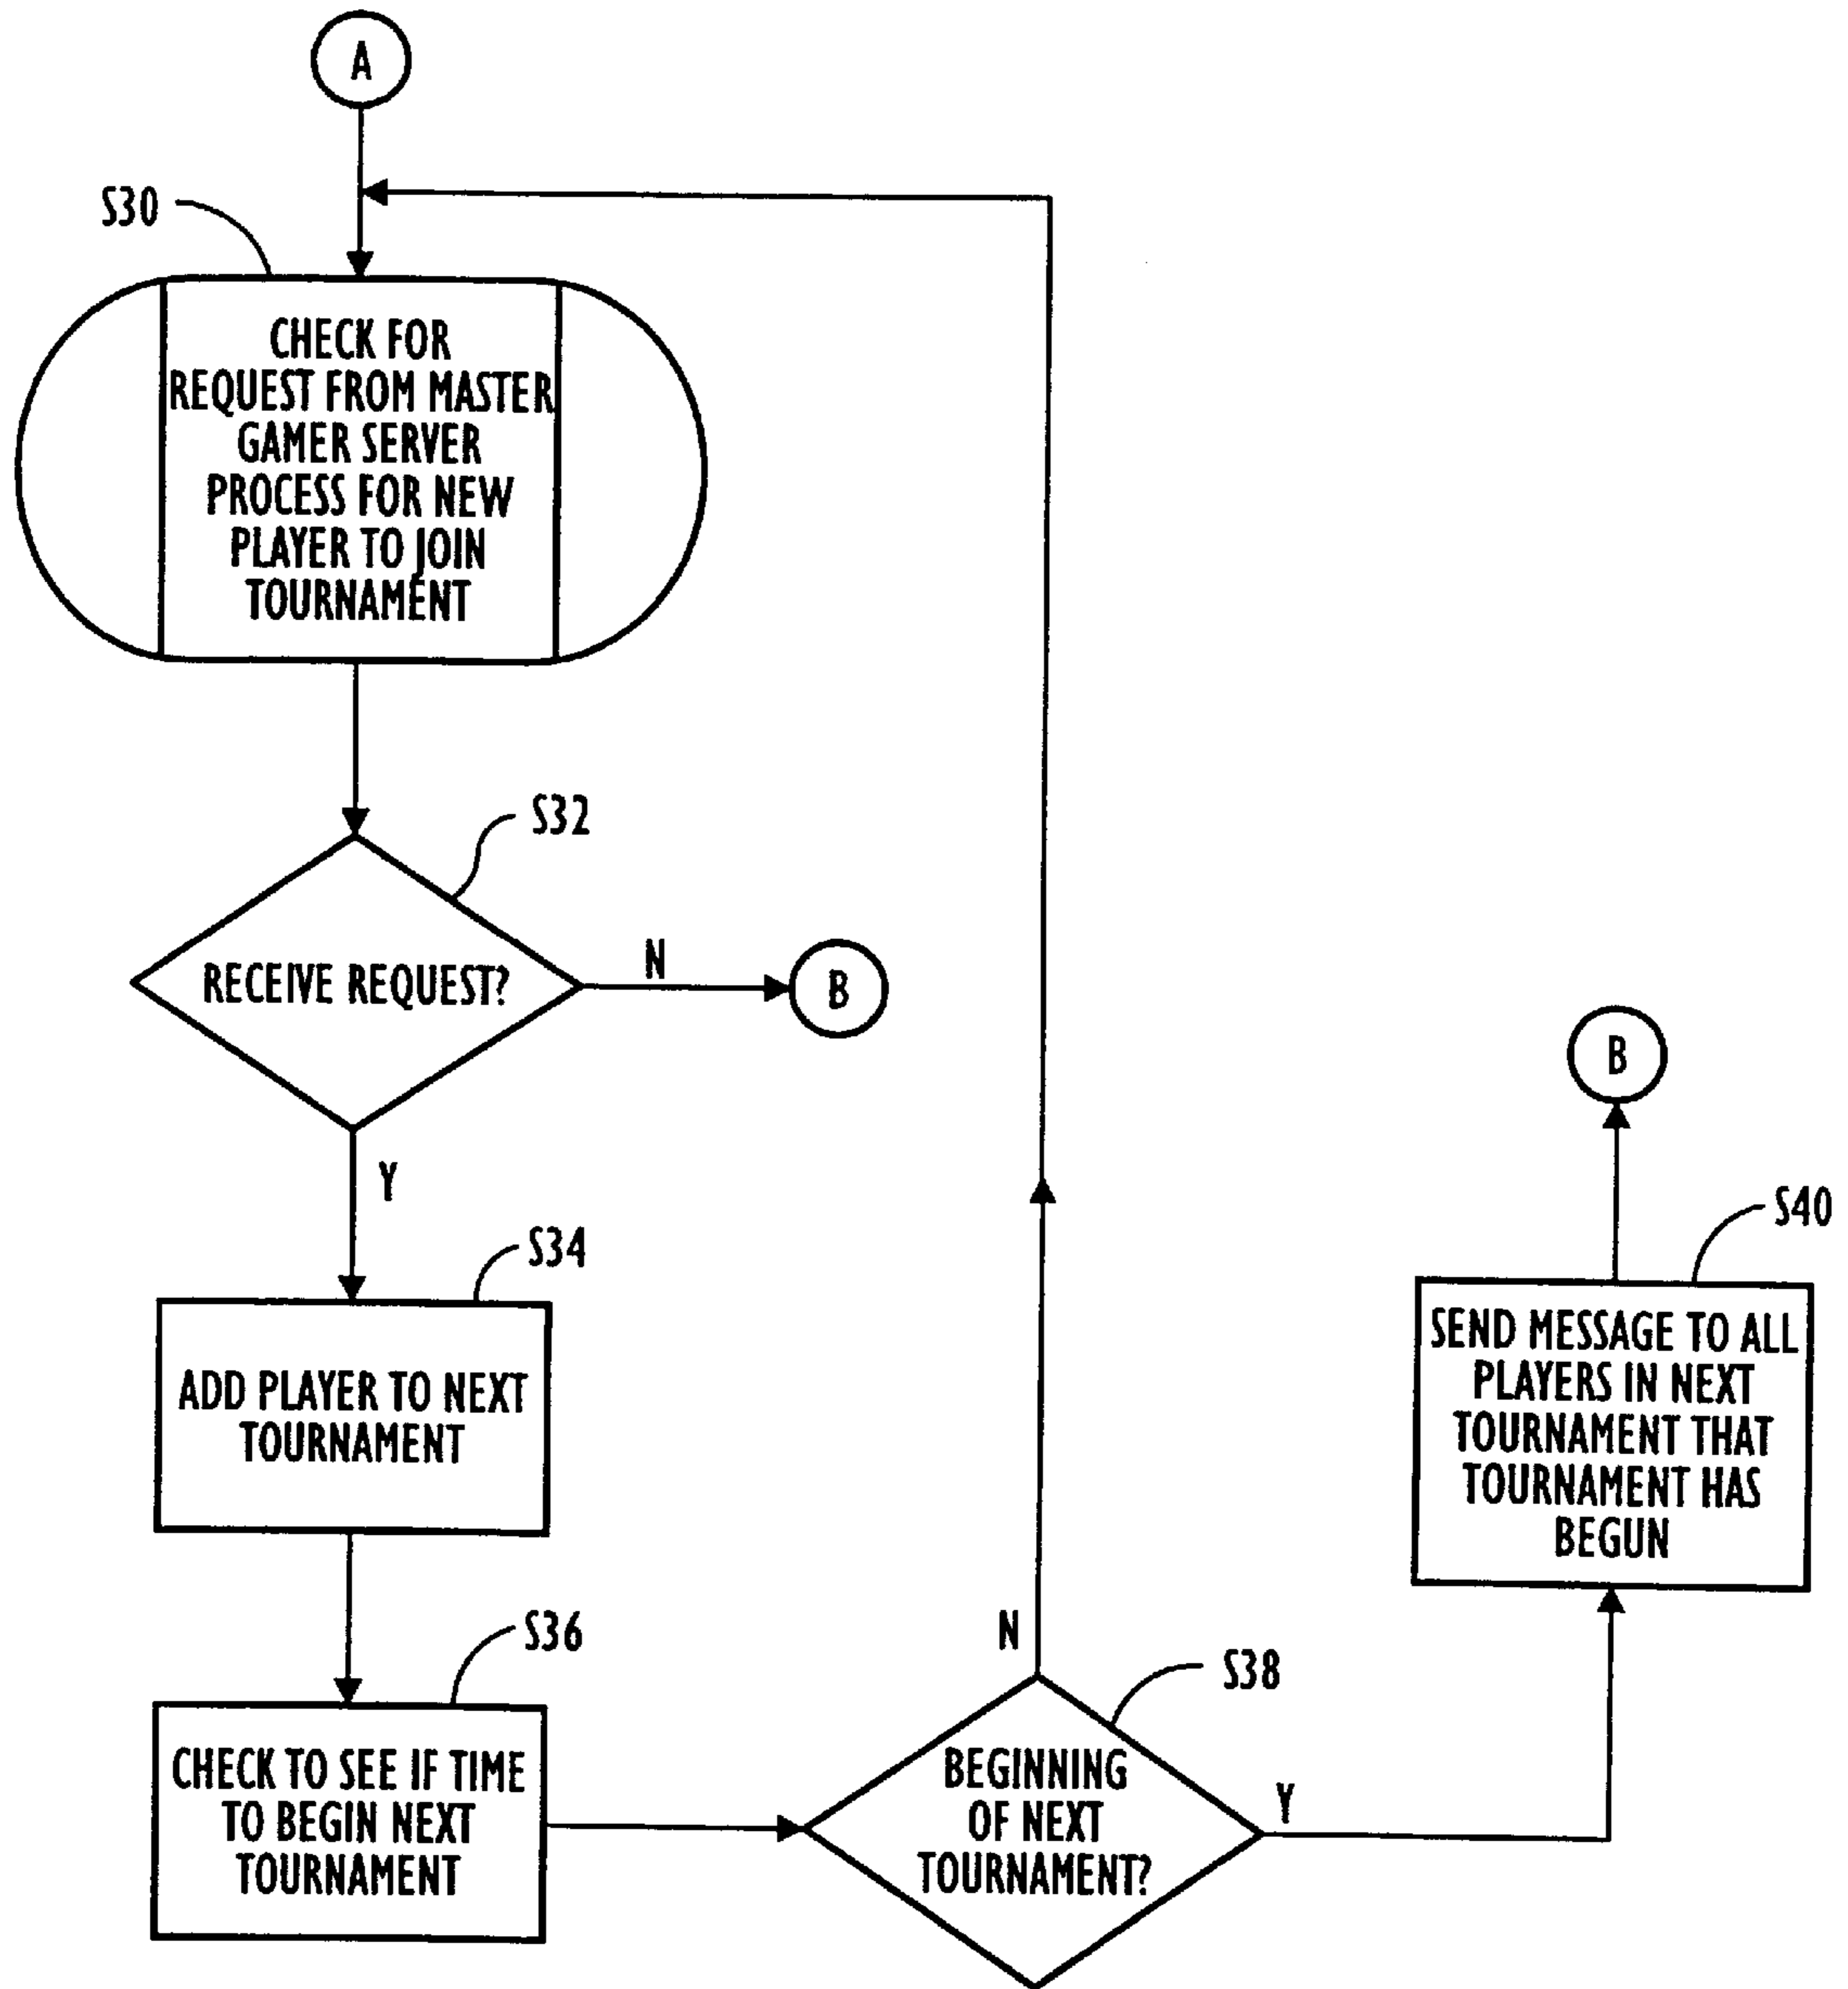 A
S30
CHECK FOR
REQUEST FROM MASTER
GAMER SERVER
PROCESS FOR NEW
PLAYER TO JOIN
TOURNAMENT
S32
RECEIVE REQUEST?
N
B
Y
S34
ADD PLAYER TO NEXT
TOURNAMENT
S36
CHECK TO SEE IF TIME
TO BEGIN NEXT
TOURNAMENT
N
S38
BEGINNING
OF NEXT
TOURNAMENT?
Y
B
S40
SEND MESSAGE TO ALL
PLAYERS IN NEXT
TOURNAMENT THAT
TOURNAMENT HAS
BEGUN